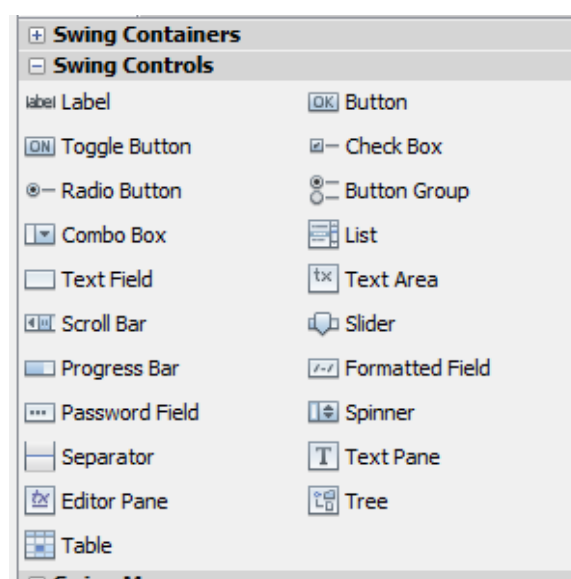 Swing Containers
Swing Controls
label Label OK Button
ON Toggle Button Check Box
Radio Button Button Group
Combo Box List
Text Field tx Text Area
Scroll Bar Slider
Progress Bar Formatted Field
Password Field Spinner
Separator T Text Pane
tx Editor Pane Tree
Table